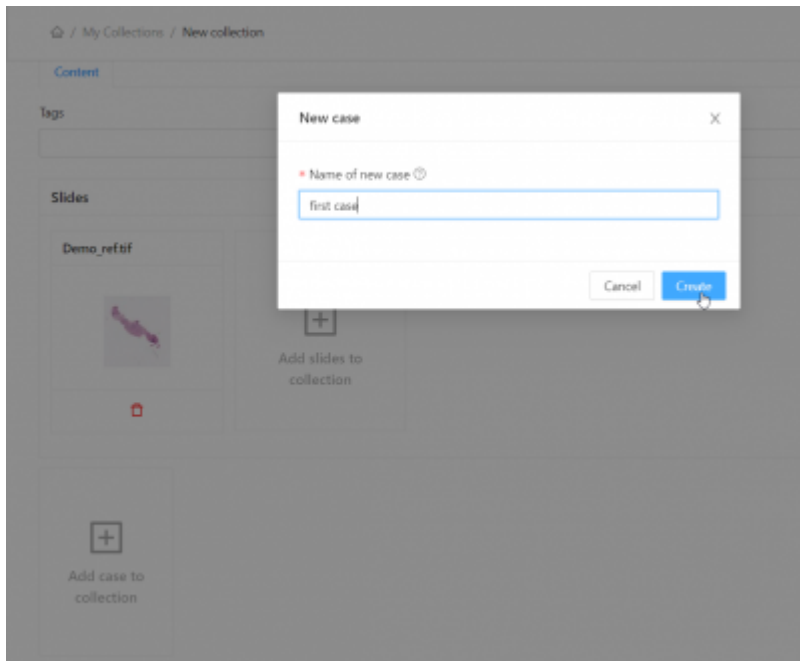 / My Collections / New collection
Content
Tags
New case
* Name of new case
first case
Cancel
Create
Slides
Demo_ref.tif
Add slides to
collection
Add case to
collection